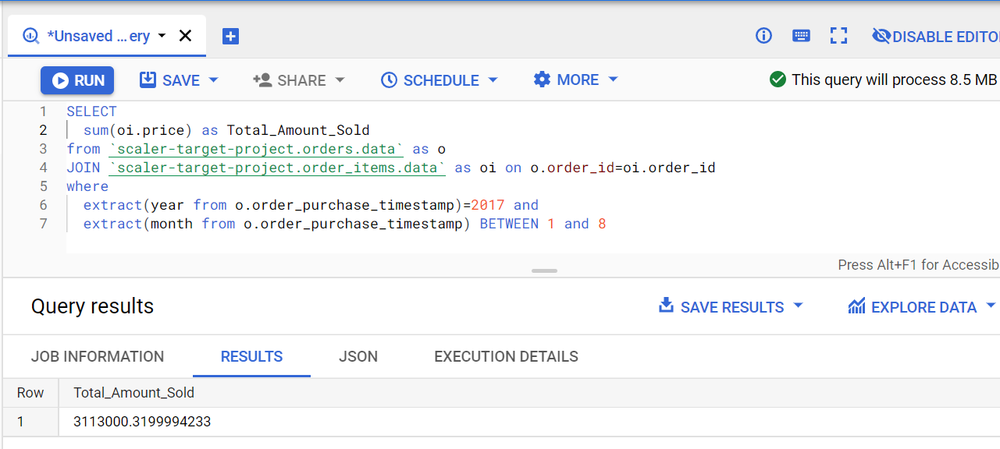 *Unsaved ...ery
DISABLE EDITO
RUN SAVE SHARE SCHEDULE MORE This query will process 8.5 MB
1 SELECT
2 sum(oi.price) as Total_Amount_Sold
3 from `scaler-target-project.orders.data` as o
4 JOIN `scaler-target-project.order_items.data` as oi on o.order_id=oi.order_id
5 where
6 extract(year from o.order_purchase_timestamp)=2017 and
7 extract(month from o.order_purchase_timestamp) BETWEEN 1 and 8
Press Alt+F1 for Accessib
Query results SAVE RESULTS EXPLORE DATA
JOB INFORMATION RESULTS JSON EXECUTION DETAILS
Row Total_Amount_Sold
1 3113000.3199994233